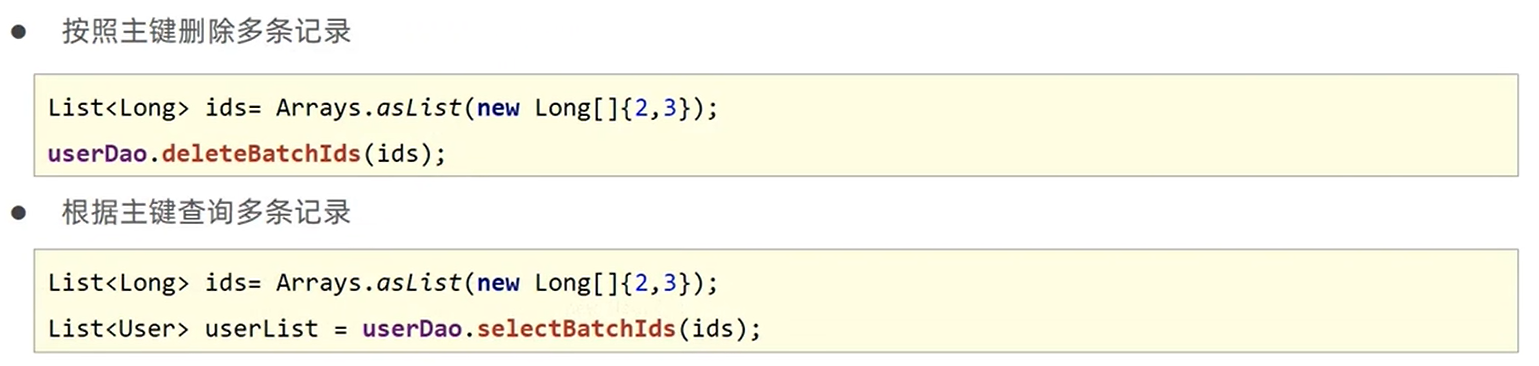 ● 按照主键删除多条记录
List<Long> ids= Arrays.asList(new Long[]{2,3});
userDao.deleteBatchIds(ids);
● 根据主键查询多条记录
List<Long> ids= Arrays.asList(new Long[]{2,3});
List<User> userList = userDao.selectBatchIds(ids);